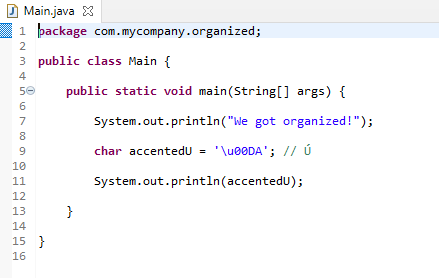 Main.java
1 package com.mycompany.organized;
2
3 public class Main {
4
5 public static void main(String[] args) {
6
7 System.out.println("We got organized!");
8
9 char accentedU = '\u00DA'; // Ú
10
11 System.out.println(accentedU);
12
13 }
14
15 }
16